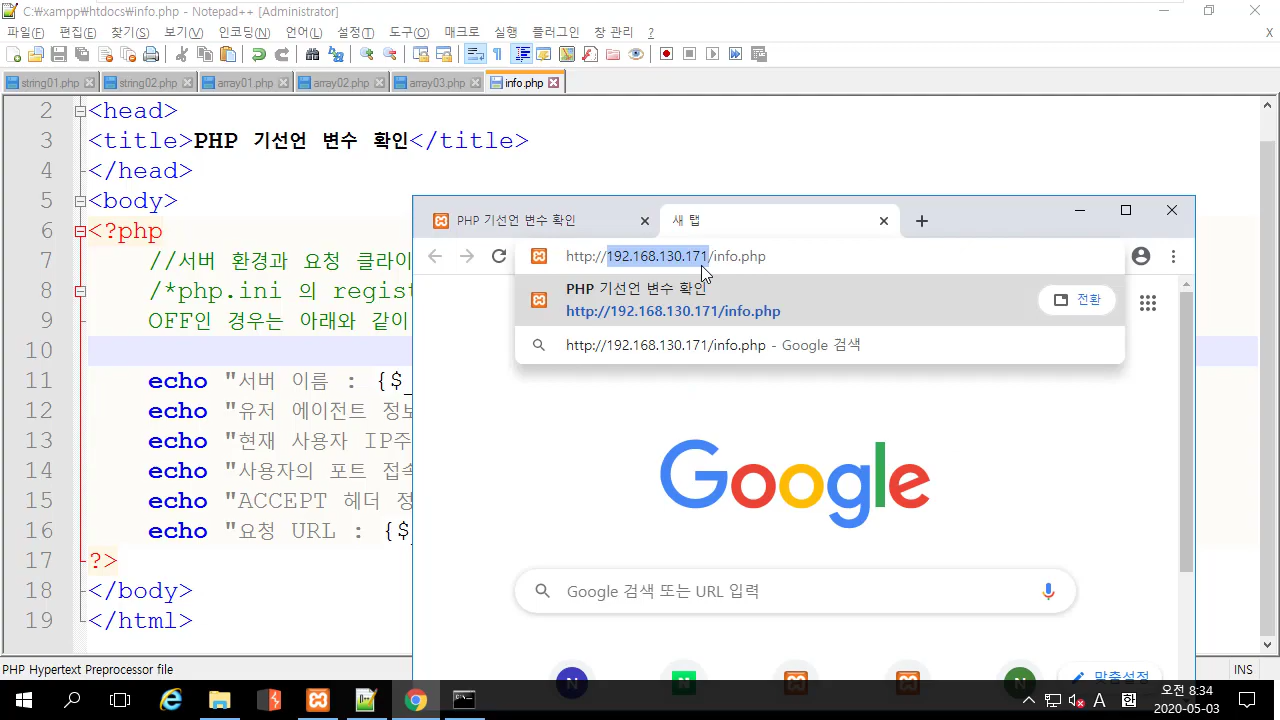 C:₩xampp₩htdocs₩info.php - Notepad++ [Administrator]
파일(F) 편집(E) 찾기(S) 보기(V) 인코딩(N) 언어(L) 설정(T) 도구(O) 매크로 실행 플러그인 창 관리 ?
string01.php string02.php array01.php array02.php array03.php info.php
2 <head>
3 <title>PHP 기선언 변수 확인</title>
4 </head>
5 <body>
6 <?php
7 //서버 환경과 요청 클라이
8 /*php.ini 의 regist
9 OFF인 경우는 아래와 같이
10
11 echo "서버 이름 : {$_
12 echo "유저 에이전트 정보
13 echo "현재 사용자 IP주
14 echo "사용자의 포트 접속
15 echo "ACCEPT 헤더 정
16 echo "요청 URL : {$_
17 ?>
18 </body>
19 </html>
PHP 기선언 변수 확인
새 탭
http://192.168.130.171/info.php
PHP 기선언 변수 확인
http://192.168.130.171/info.php
전환
http://192.168.130.171/info.php - Google 검색
Google
Google 검색 또는 URL 입력
N N
맞춤설정
PHP Hypertext Preprocessor file
INS
A 한
오전 8:34
2020-05-03